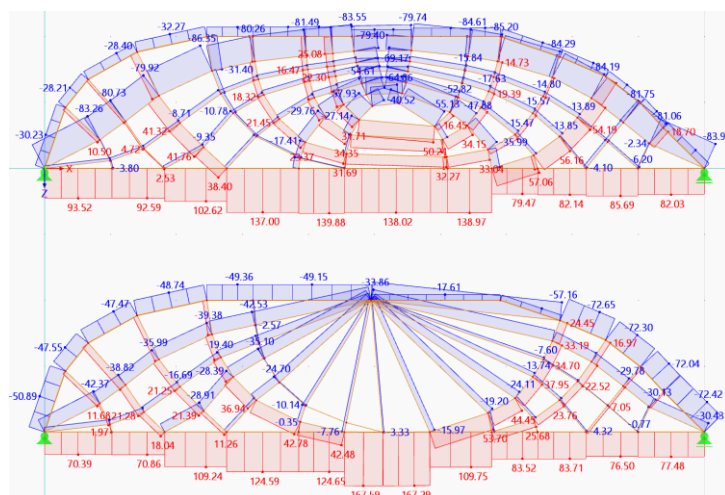 -83.55
-32.27 80.26 -81.49 -79.74 -84.61
-85.20
-28.40 86.35 -79.40 -84.29
25.08
79.92 -31.40 16.47 -69.17 -15.84 14.73 -84.19
-28.21 80.73 18.32 22.30 54.61 -64.86 -17.63 -14.80 -81.75
-83.26 37.93 -52.82 19.39 15.57 13.89
-40.52
-8.71 10.78 -29.76 27.14 55.13 47.88 -81.06
-30.23 41.32 21.45 16.45 15.47 -13.85 54.19 18.70 -83.9
9.35 -17.41 31.71 34.15 -35.99 -2.34
10.50 4.72 41.76 34.35 50.21 56.16
X 3.80 31.69 32.27 33.04 -4.10 -6.20
Z 2.53 38.40 57.06
93.52 92.59 102.62 79.47 82.14 85.69 82.03
137.00 139.88 138.02 138.97
-33.86
-49.36 -49.15 17.61
-48.74 -57.16
-42.53 -72.65
-47.47 39.38 -2.57 24.45 -72.30
-35.99 35.10 33.19 16.97
-47.55 -19.40 -7.60 -72.04
-38.82 -28.39 -24.70 -13.74 34.70 -29.78
-42.37 -16.69 -24.11 37.95 22.52
-50.89 21.25 -28.91 -10.14 -19.20 -30.13 -72.42
11.68 21.28 21.39 36.94 44.45 23.76 7.05 -30.48
1.97 -0.35 7.76 3.33 -15.97 53.70 25.68 4.32 -0.77
18.04 11.26 42.78 42.48
70.39 70.86 109.24 109.75 83.52 83.71 76.50 77.48
124.59 124.65
167.59 167.29